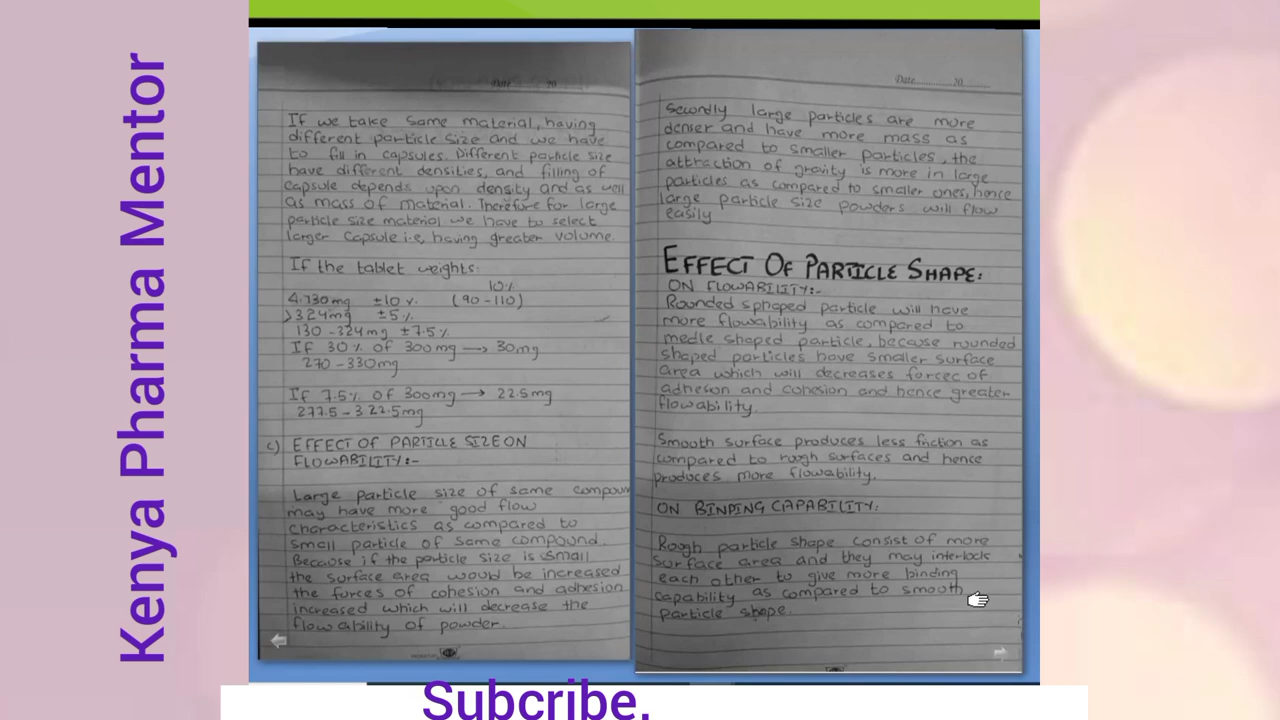 Kenya Pharma Mentor
Date 20
If we take same material, having
different particle size and we have
to fill in capsules. Different particle size
have different densities, and filling of
capsule depends upon density and as well
as mass of material. Therefore for large
particle size material we have to select
larger capsule i.e, having greater volume.
If the tablet weights:
10%
130mg ±10% (90-110)
>324mg ±5%
130-324mg ±7.5%
If 30% of 300mg → 30mg
270-330mg
If 7.5% of 300mg → 22.5mg
277.5-322.5mg
c) EFFECT OF PARTICLE SIZE ON
FLOWABILITY:-
Large particle size of same compoun
may have more good flow
characteristics as compared to
small particle of same compound.
Because if the particle size is small
the surface area would be increased
the forces of cohesion and adhesion
increased which will decrease the
flowability of powder.
Date 20
Secondly large particles are more
denser and have more mass as
compared to smaller particles, the
attraction of gravity is more in large
particles as compared to smaller ones, hence
large particle size powders will flow
easily
EFFECT OF PARTICLE SHAPE:
ON FLOWABILITY:-
Rounded sphaped particle will have
more flowability as compared to
medle shaped particle, because rounded
shaped particles have smaller surface
area which will decreases forcec of
adheson and cohesion and hence greater
flowability.
Smooth surface produces less friction as
compared to rough surfaces and hence
produces more flowability.
ON BINDING CAPABILITY:
Rough particle shape consist of more
surface area and they may interlock
each other to give more binding
capability as compared to smooth
particle shape.
Subcribe.